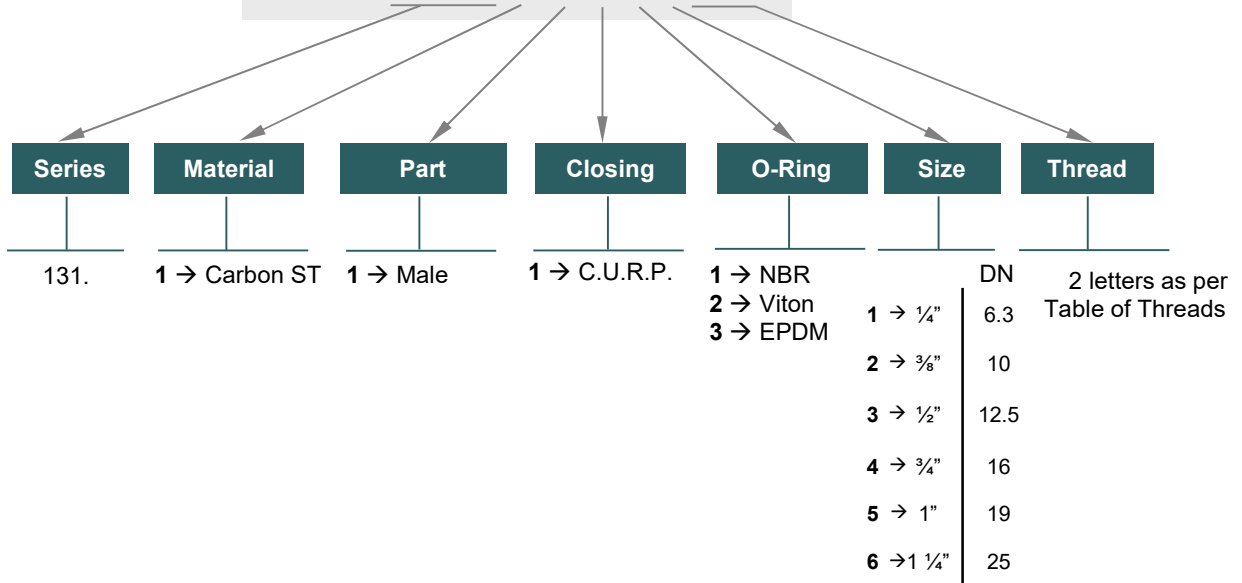 Series Material Part Closing O-Ring Size Thread
131.
1 → Carbon ST
1 → Male
1 → C.U.R.P.
1 → NBR
2 → Viton
3 → EPDM
DN
1 → ¼” 6.3
2 → ⅜” 10
3 → ½” 12.5
4 → ¾” 16
5 → 1” 19
6 →1 ¼” 25
2 letters as per
Table of Threads